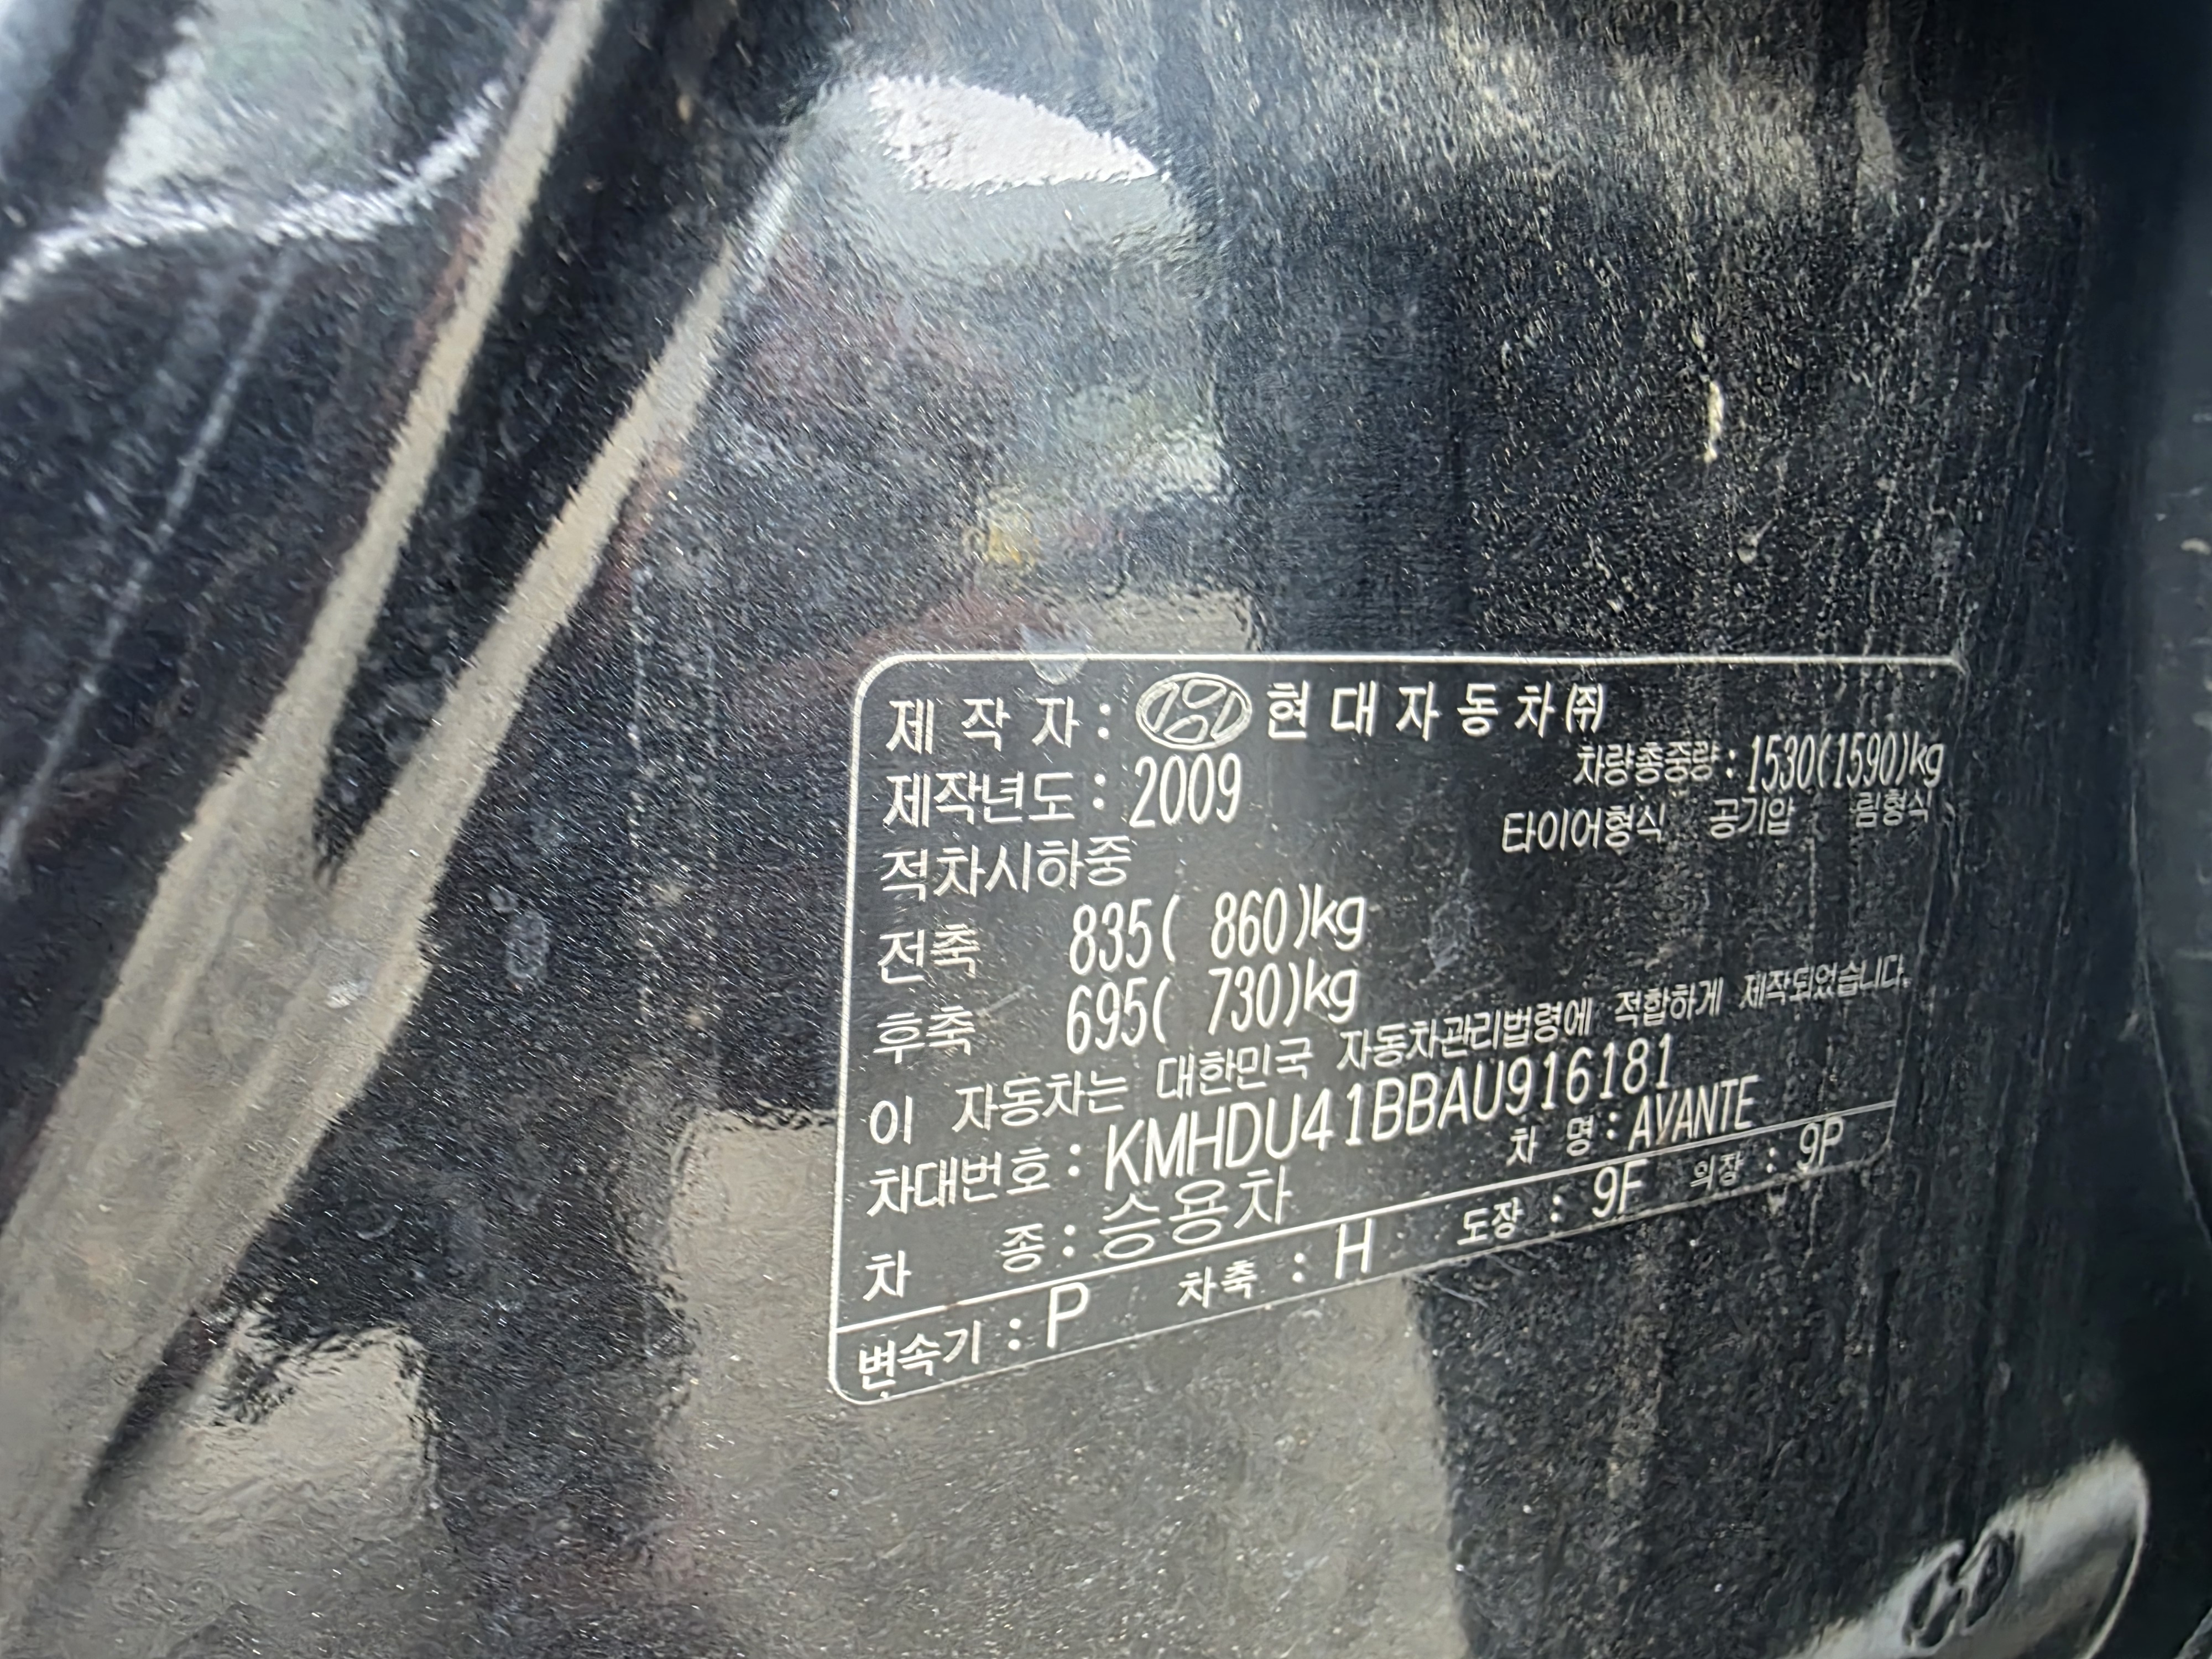 제 작 자 : 현 대 자 동 차 ㈜
제작년도 : 2009
차량총중량 : 1530(1590)kg
적차시하중
타이어형식 공기압 림형식
전축 835( 860)kg
후축 695( 730)kg
이 자동차는 대한민국 자동차관리법령에 적합하게 제작되었습니다.
차대번호 : KMHDU41BBAU916181
차 종 : 승용차 차 명 : AVANTE
변속기 : P 차축 : H 도장 : 9F 의장 : 9P